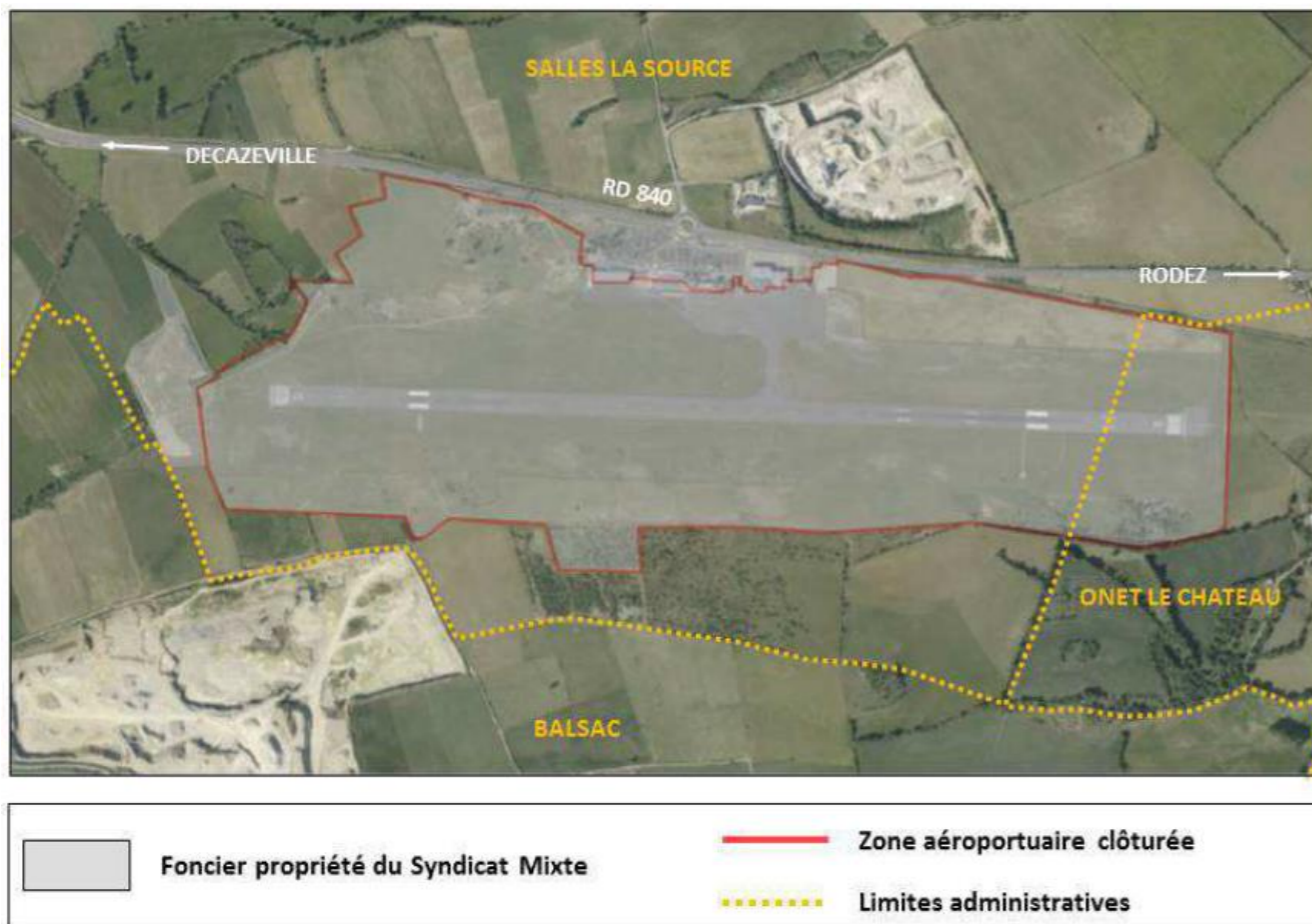 SALLES LA SOURCE
DECAZEVILLE
RD 840
RODEZ
ONET LE CHATEAU
BALSAC
Foncier propriété du Syndicat Mixte
Zone aéroportuaire clôturée
Limites administratives